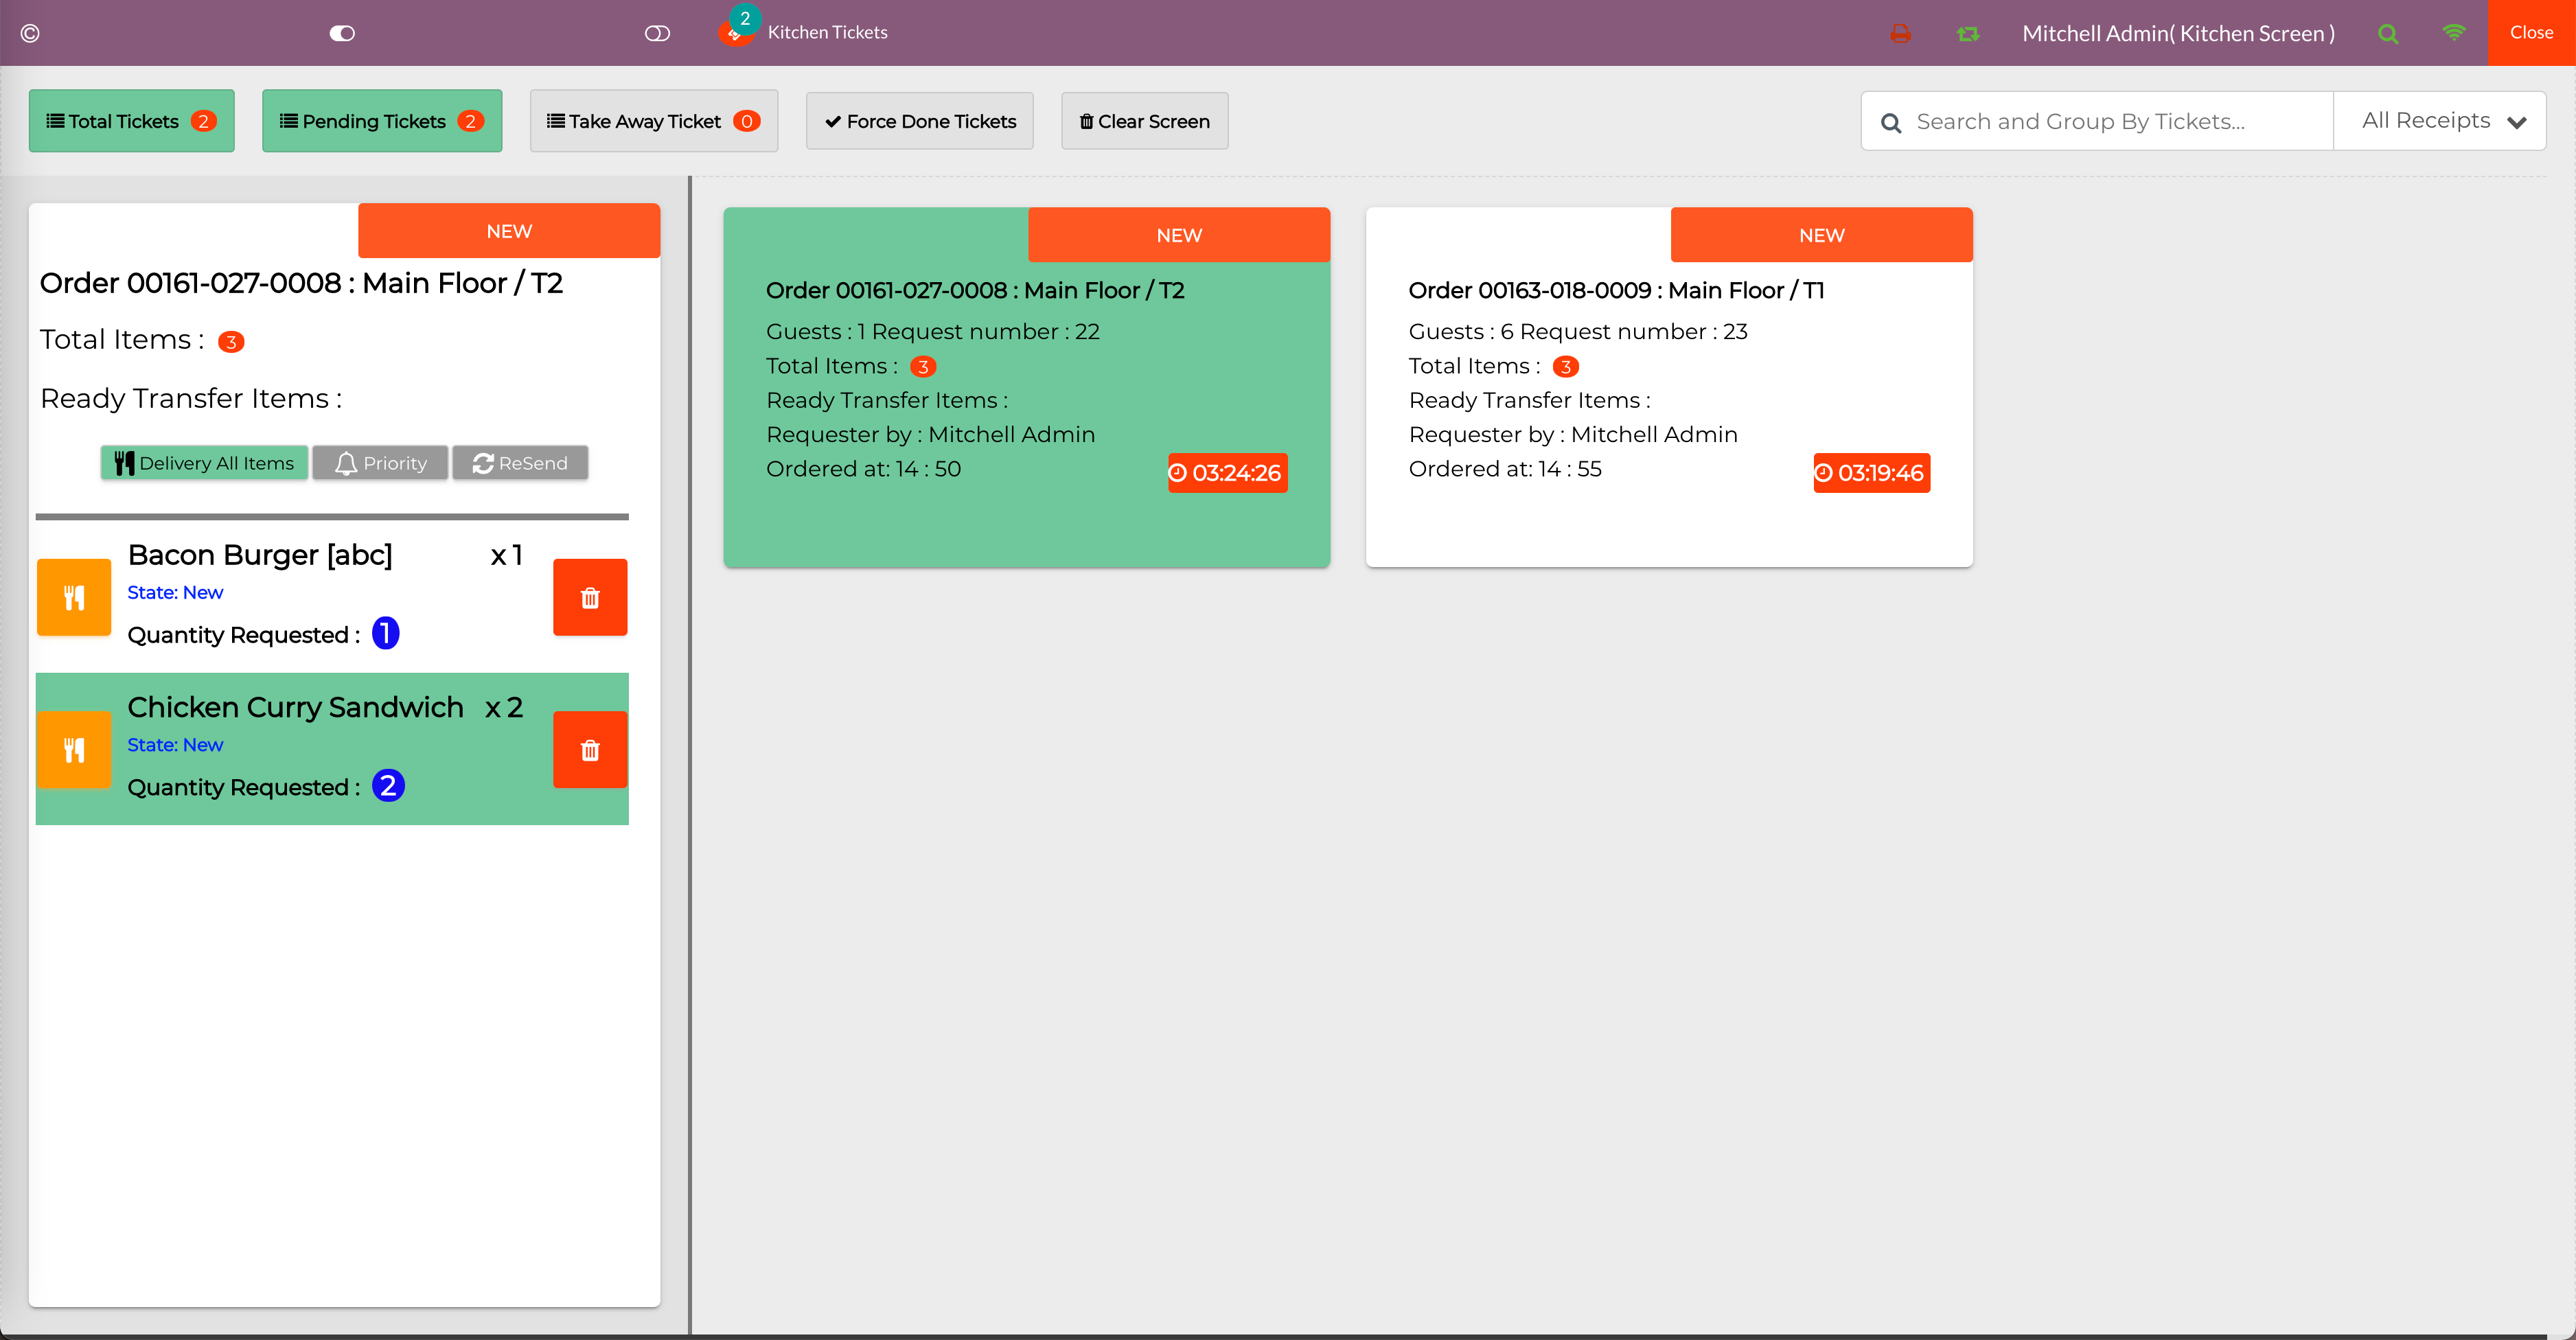 ©
2
Kitchen Tickets
Mitchell Admin( Kitchen Screen )
Close
Total Tickets 2
Pending Tickets 2
Take Away Ticket 0
Force Done Tickets
Clear Screen
Search and Group By Tickets...
All Receipts
NEW
Order 00161-027-0008 : Main Floor / T2
Total Items : 3
Ready Transfer Items :
Delivery All Items
Priority
ReSend
Bacon Burger [abc] x 1
State: New
Quantity Requested : 1
Chicken Curry Sandwich x 2
State: New
Quantity Requested : 2
NEW
Order 00161-027-0008 : Main Floor / T2
Guests : 1 Request number : 22
Total Items : 3
Ready Transfer Items :
Requester by : Mitchell Admin
Ordered at: 14 : 50
03:24:26
NEW
Order 00163-018-0009 : Main Floor / T1
Guests : 6 Request number : 23
Total Items : 3
Ready Transfer Items :
Requester by : Mitchell Admin
Ordered at: 14 : 55
03:19:46